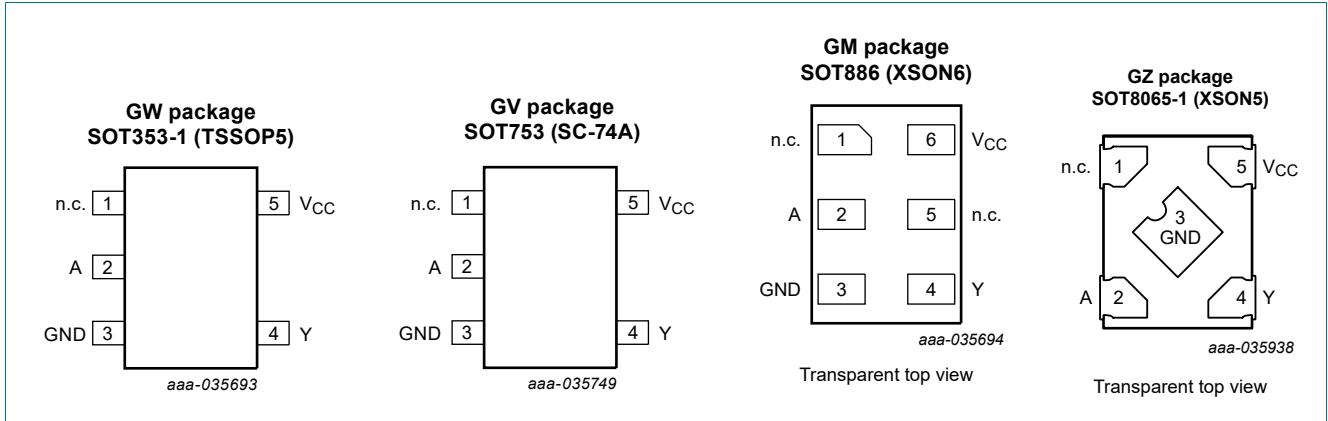 GW package
SOT353-1 (TSSOP5)
n.c. 1
5 VCC
A 2
GND 3
4 Y
aaa-035693
GV package
SOT753 (SC-74A)
n.c. 1
5 VCC
A 2
GND 3
4 Y
aaa-035749
GM package
SOT886 (XSON6)
n.c. 1
6 VCC
A 2
5 n.c.
GND 3
4 Y
aaa-035694
Transparent top view
GZ package
SOT8065-1 (XSON5)
n.c. 1
5 VCC
3
GND
A 2
4 Y
aaa-035938
Transparent top view